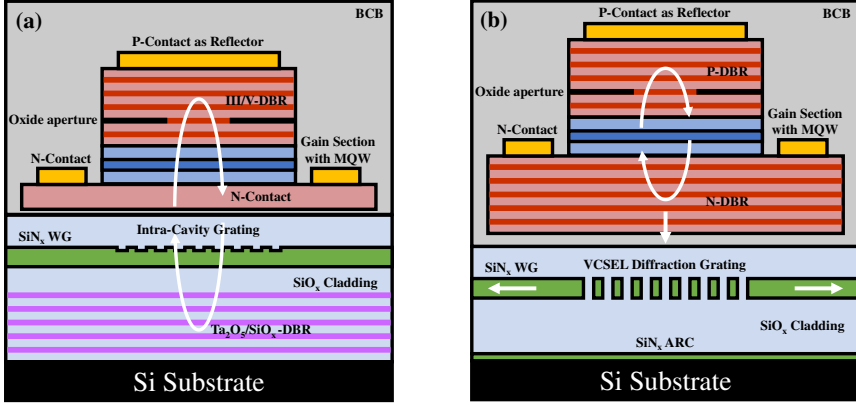 (a)
BCB
P-Contact as Reflector
III/V-DBR
Oxide aperture
N-Contact
Gain Section
with MQW
N-Contact
SiNₓ WG
Intra-Cavity Grating
SiOₓ Cladding
Ta₂O₅/SiOₓ-DBR
Si Substrate
(b)
BCB
P-Contact as Reflector
P-DBR
Oxide aperture
N-Contact
Gain Section
with MQW
N-DBR
SiNₓ WG
VCSEL Diffraction Grating
SiOₓ Cladding
SiNₓ ARC
Si Substrate